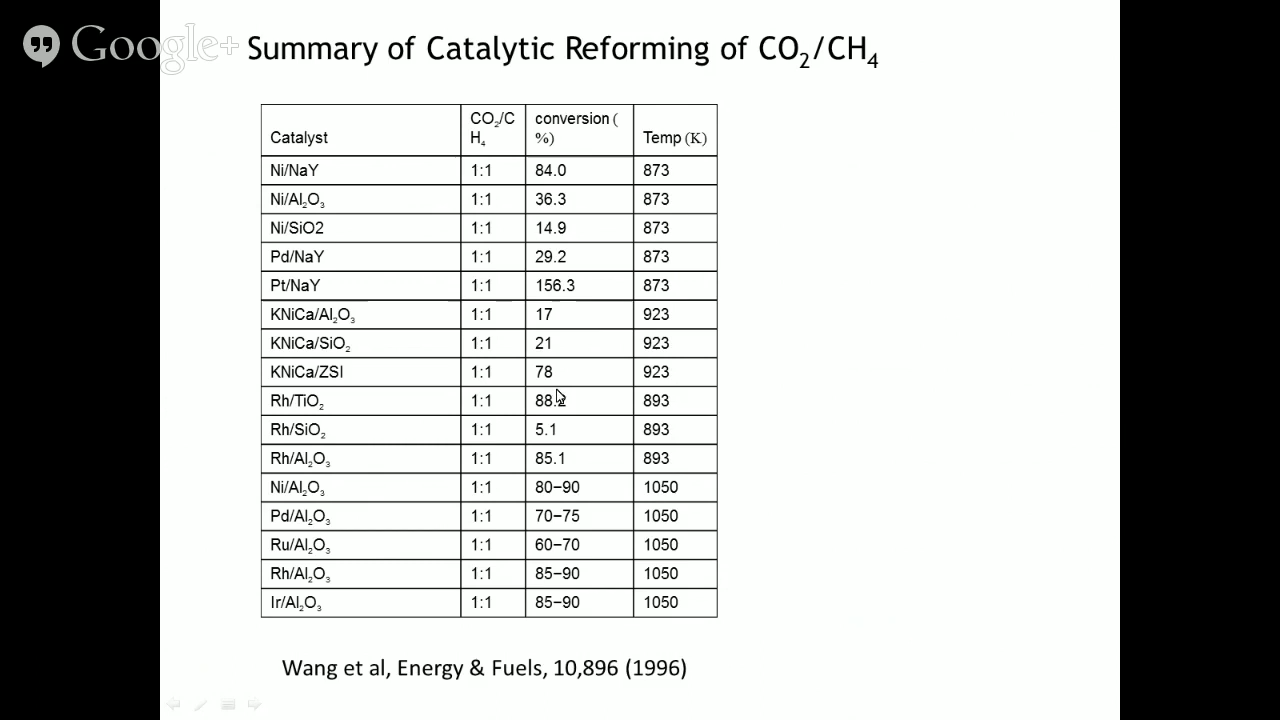 Google+
Summary of Catalytic Reforming of CO₂/CH₄
Catalyst CO₂/CH₄ conversion (%) Temp (K)
Ni/NaY 1:1 84.0 873
Ni/Al₂O₃ 1:1 36.3 873
Ni/SiO2 1:1 14.9 873
Pd/NaY 1:1 29.2 873
Pt/NaY 1:1 156.3 873
KNiCa/Al₂O₃ 1:1 17 923
KNiCa/SiO₂ 1:1 21 923
KNiCa/ZSI 1:1 78 923
Rh/TiO₂ 1:1 893
Rh/SiO₂ 1:1 5.1 893
Rh/Al₂O₃ 1:1 85.1 893
Ni/Al₂O₃ 1:1 80−90 1050
Pd/Al₂O₃ 1:1 70−75 1050
Ru/Al₂O₃ 1:1 60−70 1050
Rh/Al₂O₃ 1:1 85−90 1050
Ir/Al₂O₃ 1:1 85−90 1050
Wang et al, Energy & Fuels, 10,896 (1996)